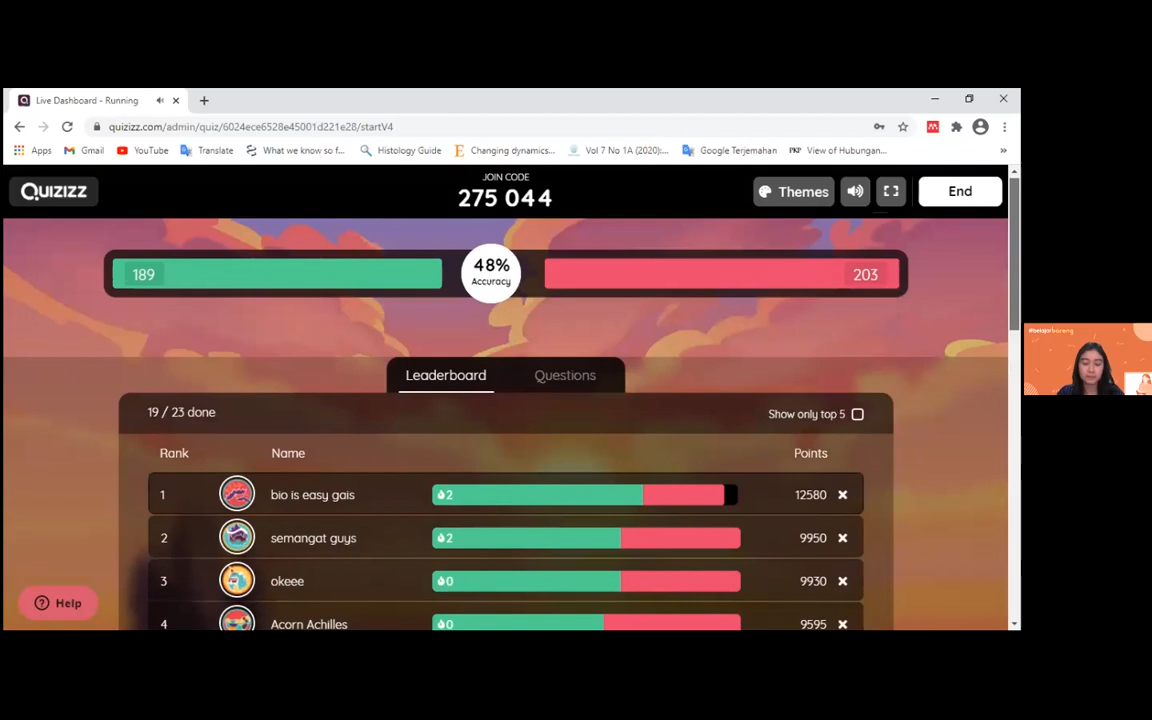 Live Dashboard - Running
quizizz.com/admin/quiz/6024ece6528e45001d221e28/startV4
Apps Gmail YouTube Translate What we know so f... Histology Guide Changing dynamics... Vol 7 No 1A (2020):... Google Terjemahan PKP View of Hubungan... »
JOIN CODE
QUIZIZZ 275 044 Themes End
189 48% 203
Accuracy
Leaderboard Questions
19 / 23 done Show only top 5
Rank Name Points
1 bio is easy gais 2 12580
2 semangat guys 2 9950
3 okeee 0 9930
4 Acorn Achilles 0 9595
? Help
#belajarbareng